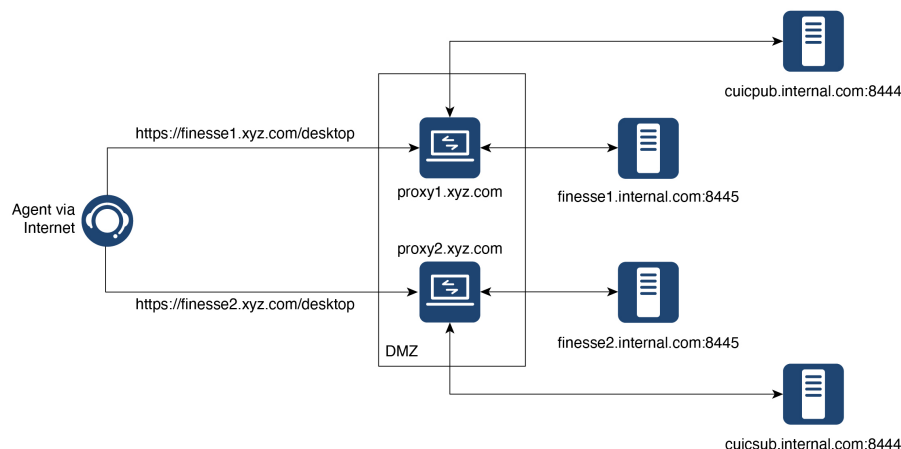 cuicpub.internal.com:8444
https://finesse1.xyz.com/desktop
proxy1.xyz.com
finesse1.internal.com:8445
Agent via
Internet
proxy2.xyz.com
https://finesse2.xyz.com/desktop
finesse2.internal.com:8445
DMZ
cuicsub.internal.com:8444